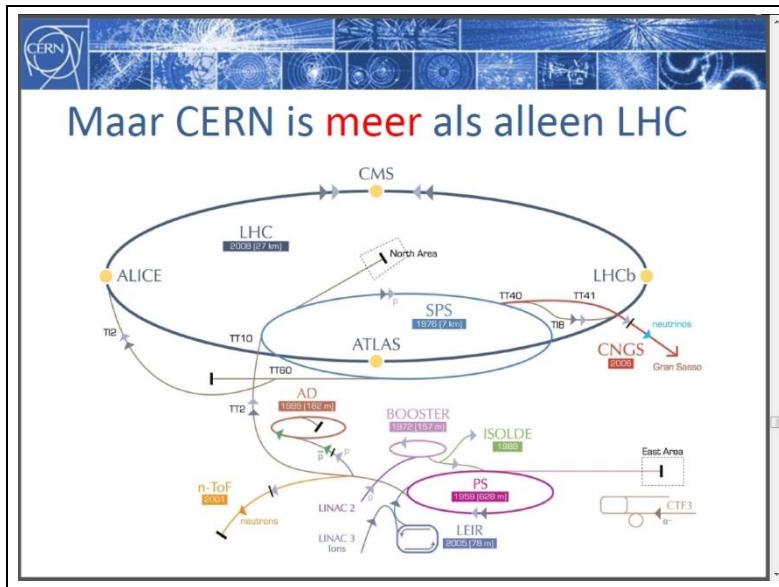 CERN
Maar CERN is meer als alleen LHC
CMS
LHC
2008 (27 km)
North Area
ALICE
LHCb
TT40
TT41
SPS
1976 (7 km)
TI8
neutrinos
TI2
TT10
ATLAS
CNGS
2006
Gran Sasso
TT60
AD
1999 (182 m)
TT2
BOOSTER
1972 (157 m)
ISOLDE
1989
East Area
p
p
p
n-ToF
2001
PS
1959 (628 m)
LINAC 2
p
neutrons
CTF3
e-
LEIR
2005 (78 m)
LINAC 3
Ions